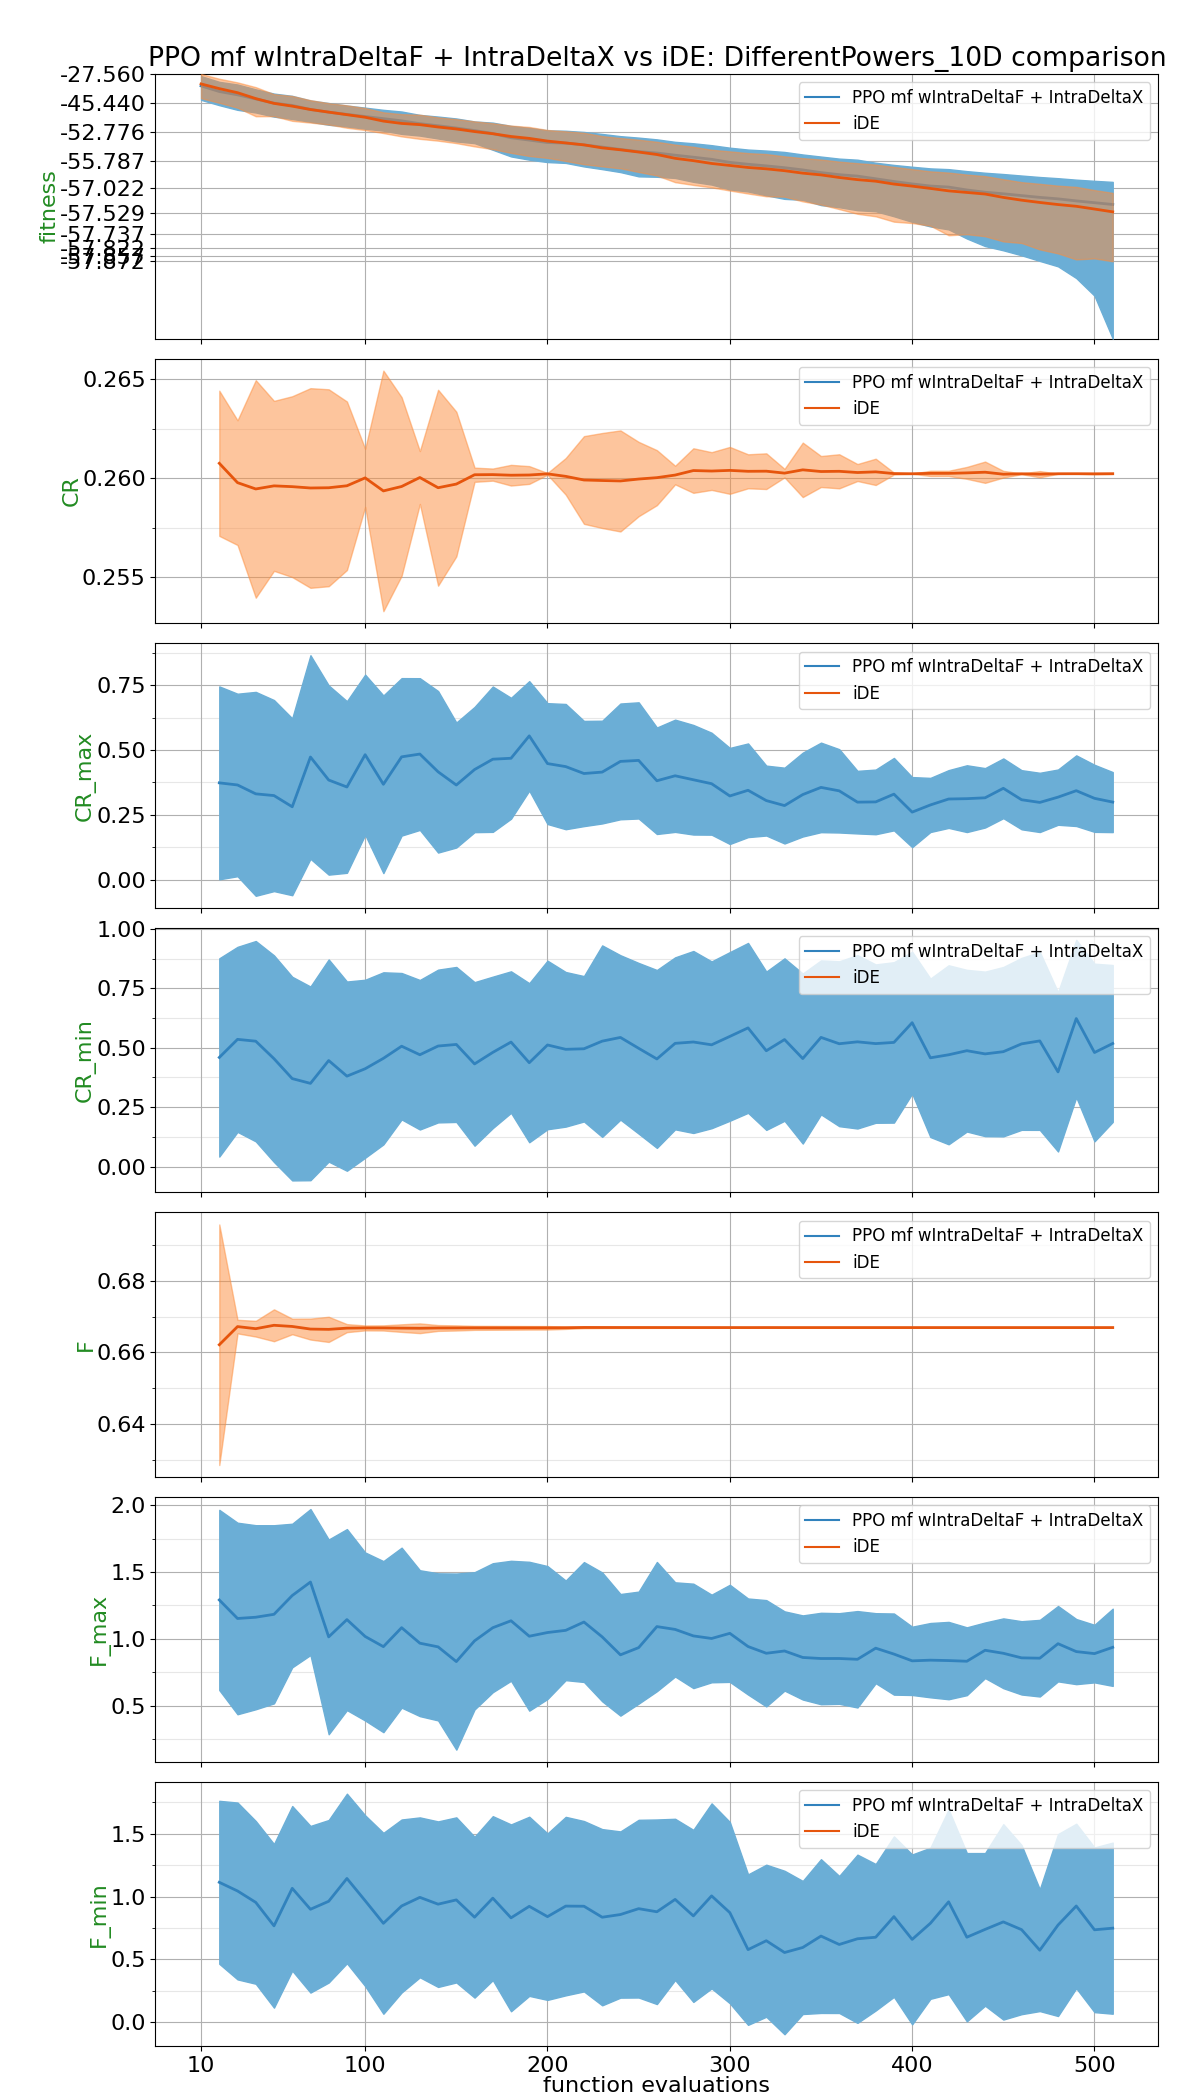 PPO mf wIntraDeltaF + IntraDeltaX vs iDE: DifferentPowers_10D comparison
-27.560
-45.440
-52.776
-55.787
-57.022
-57.529
-57.737
-57.822
-57.872
fitness
PPO mf wIntraDeltaF + IntraDeltaX
iDE
0.265
0.260
0.255
CR
PPO mf wIntraDeltaF + IntraDeltaX
iDE
0.75
0.50
0.25
0.00
CR_max
PPO mf wIntraDeltaF + IntraDeltaX
iDE
1.00
0.75
0.50
0.25
0.00
CR_min
PPO mf wIntraDeltaF + IntraDeltaX
iDE
0.68
0.66
0.64
F
PPO mf wIntraDeltaF + IntraDeltaX
iDE
2.0
1.5
1.0
0.5
F_max
PPO mf wIntraDeltaF + IntraDeltaX
iDE
1.5
1.0
0.5
0.0
F_min
PPO mf wIntraDeltaF + IntraDeltaX
iDE
10 100 200 300 400 500
function evaluations